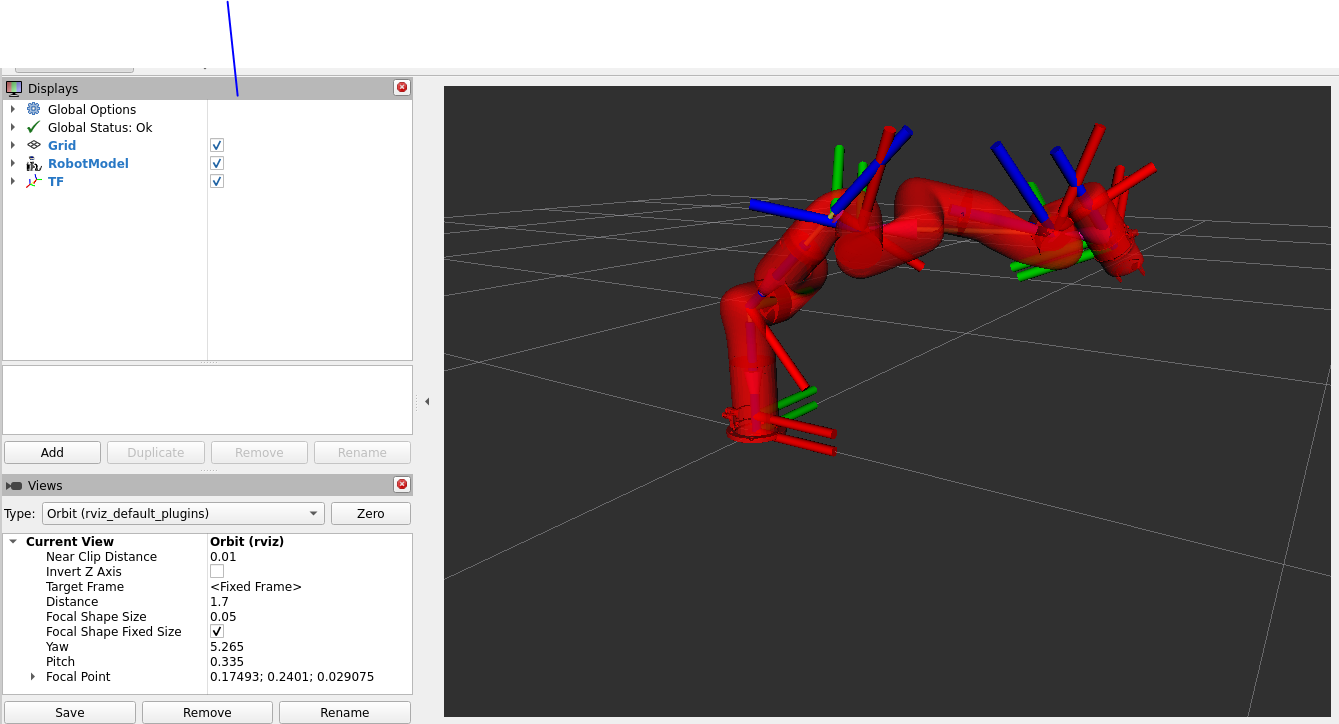 Displays
Global Options
Global Status: Ok
Grid
RobotModel
TF
Add Duplicate Remove Rename
Views
Type: Orbit (rviz_default_plugins) Zero
Current View Orbit (rviz)
Near Clip Distance 0.01
Invert Z Axis
Target Frame <Fixed Frame>
Distance 1.7
Focal Shape Size 0.05
Focal Shape Fixed Size
Yaw 5.265
Pitch 0.335
Focal Point 0.17493; 0.2401; 0.029075
Save Remove Rename